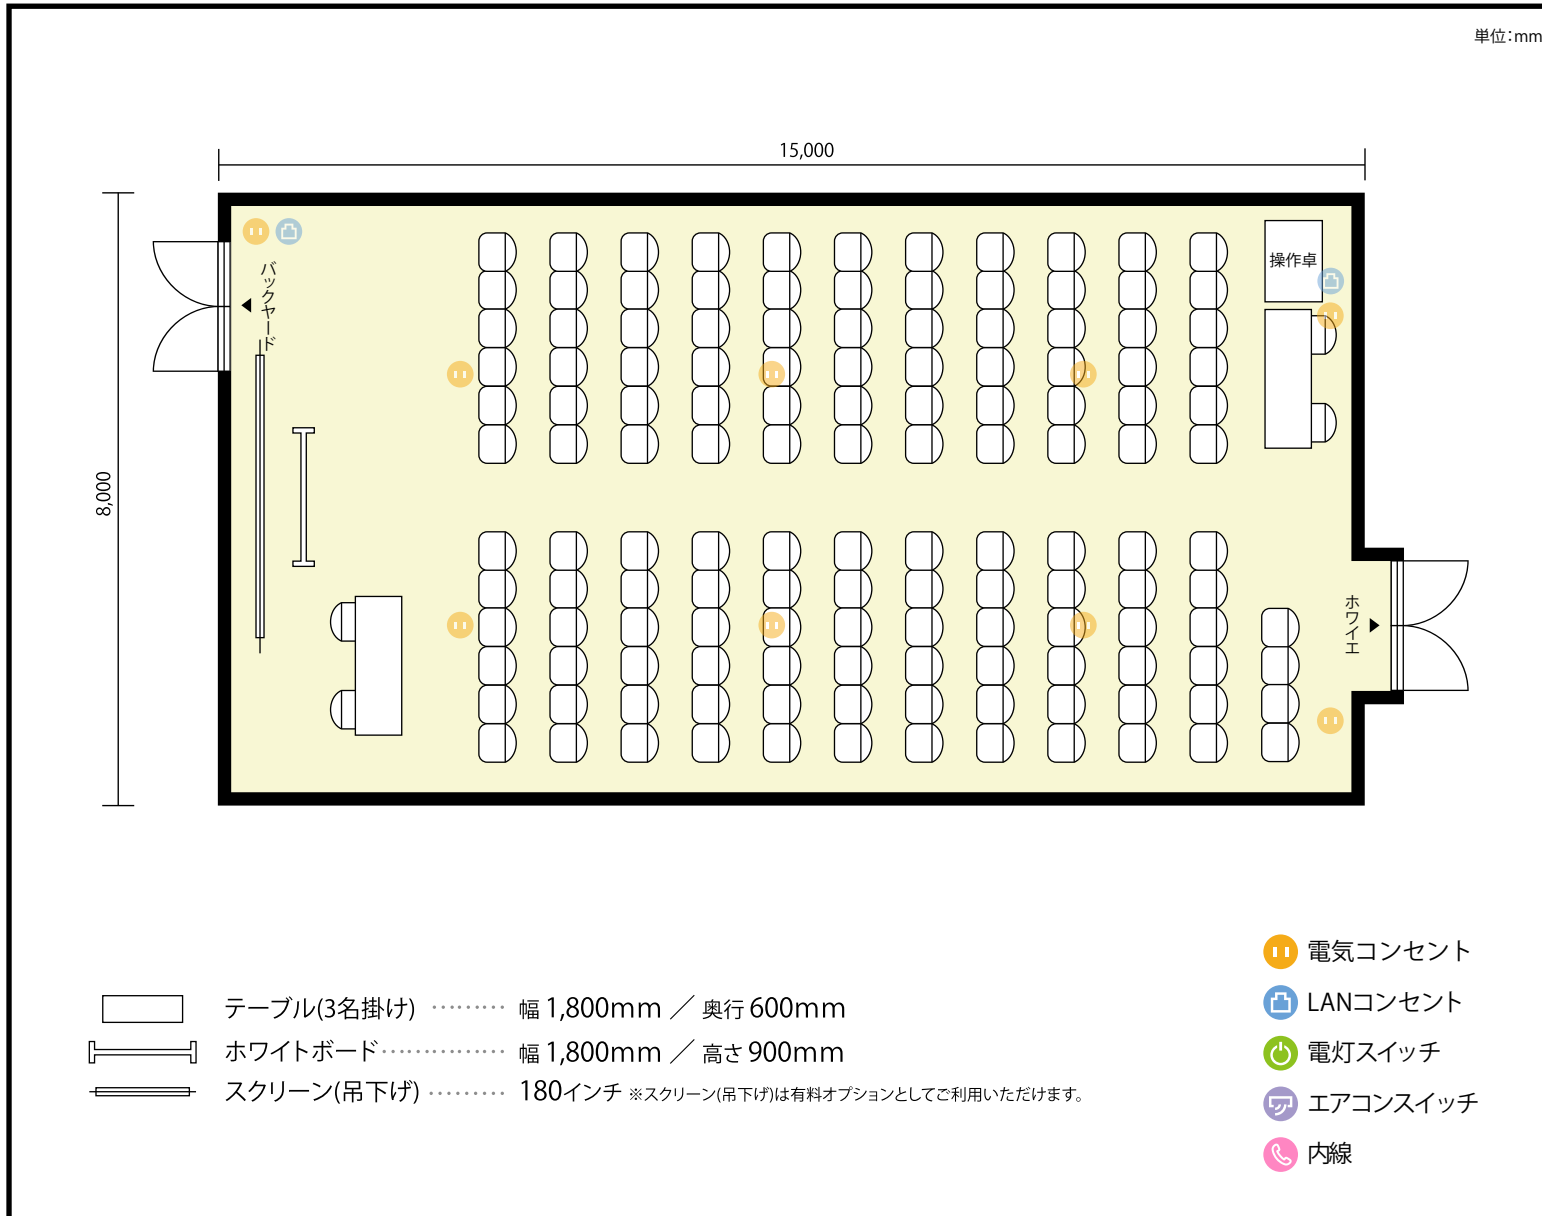 単位：mm
15,000
8,000
バックヤード
操作卓
ホワイエ
テーブル(3名掛け) ········· 幅 1,800mm ／ 奥行 600mm
ホワイトボード ··············· 幅 1,800mm ／ 高さ 900mm
スクリーン(吊下げ) ········· 180インチ ※スクリーン(吊下げ)は有料オプションとしてご利用いただけます。
電気コンセント
LANコンセント
電灯スイッチ
エアコンスイッチ
内線